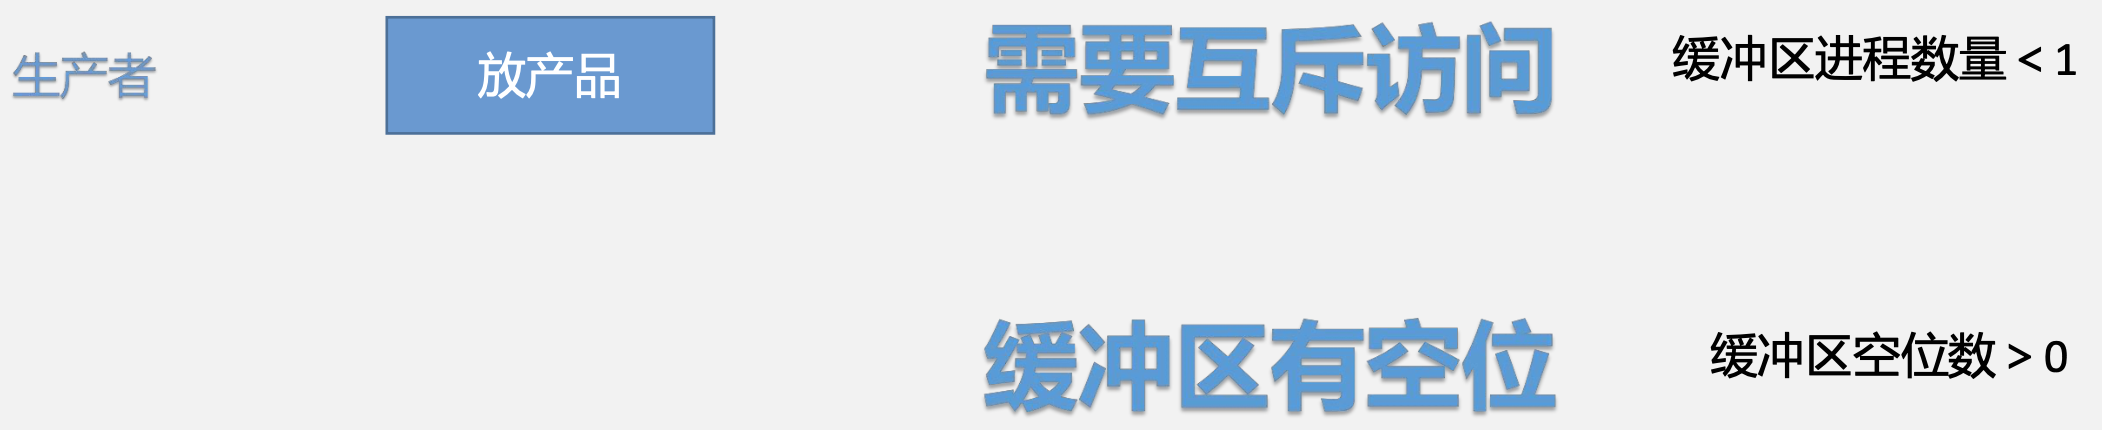 生产者
放产品
需要互斥访问
缓冲区进程数量 < 1
缓冲区有空位
缓冲区空位数 > 0